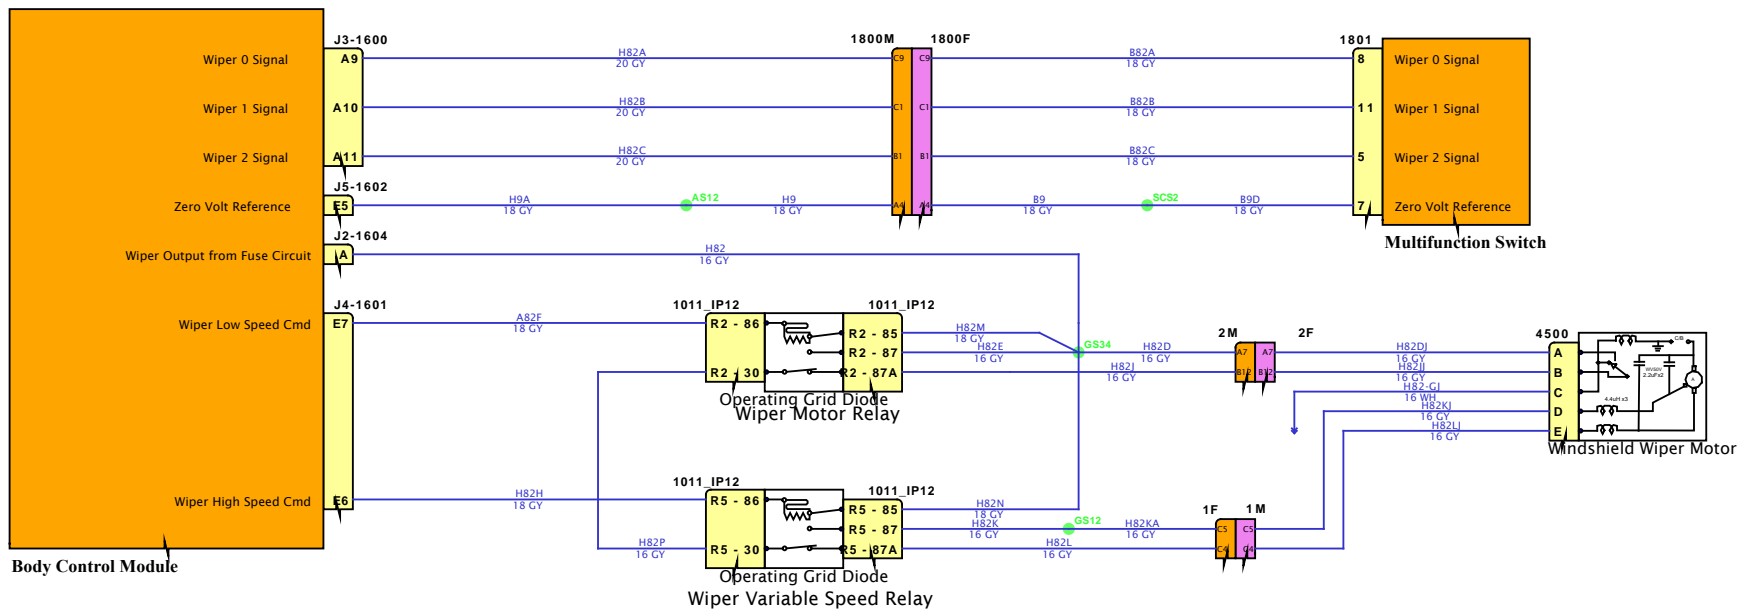 J3-1600
1800M
1800F
1801
Wiper 0 Signal
A9
H82A
20 GY
C9
C9
B82A
18 GY
8
Wiper 0 Signal
Wiper 1 Signal
A10
H82B
20 GY
C1
C1
B82B
18 GY
11
Wiper 1 Signal
Wiper 2 Signal
A11
H82C
20 GY
B1
B1
B82C
18 GY
5
Wiper 2 Signal
J5-1602
Zero Volt Reference
E5
H9A
18 GY
AS12
H9
18 GY
A4
A4
B9
18 GY
SCS2
B9D
18 GY
7
Zero Volt Reference
J2-1604
Multifunction Switch
Wiper Output from Fuse Circuit
A
H82
16 GY
J4-1601
1011_IP12
1011_IP12
Wiper Low Speed Cmd
E7
A82F
18 GY
R2 - 86
R2 - 85
H82M
18 GY
R2 - 87
H82E
16 GY
GS34
H82D
16 GY
2M
2F
A7
A7
H82DJ
16 GY
4500
A
R2 - 30
R2 - 87A
H82J
16 GY
B12
B12
H82JJ
16 GY
B
H82-GJ
16 WH
C
H82KJ
16 GY
D
H82LJ
16 GY
E
C/B
WV50V
2.2uFx2
4.4uH x3
A
Windshield Wiper Motor
Operating Grid Diode
Wiper Motor Relay
1011_IP12
1011_IP12
Wiper High Speed Cmd
E6
H82H
18 GY
R5 - 86
R5 - 85
H82N
18 GY
R5 - 87
H82K
16 GY
GS12
H82KA
16 GY
1F
1M
C5
C5
H82P
16 GY
R5 - 30
R5 - 87A
H82L
16 GY
C4
C4
Body Control Module
Operating Grid Diode
Wiper Variable Speed Relay